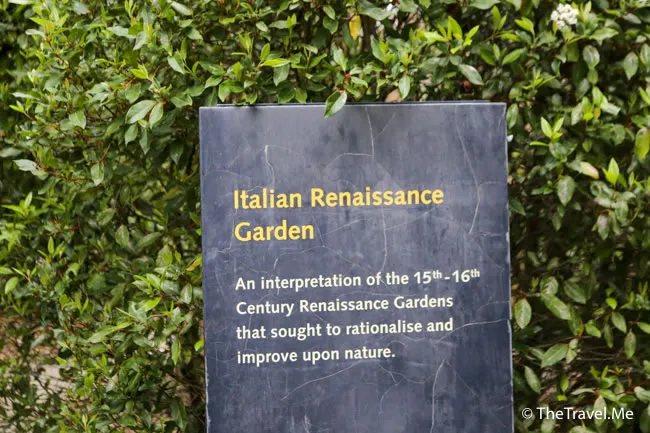 Italian Renaissance
Garden
An interpretation of the 15th-16th
Century Renaissance Gardens
that sought to rationalise and
improve upon nature.
© TheTravel.Me